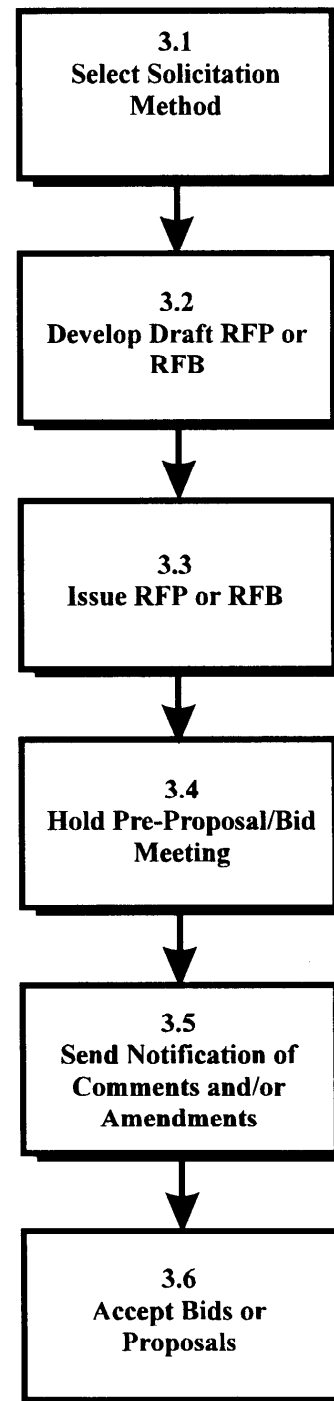 3.1
Select Solicitation
Method
3.2
Develop Draft RFP or
RFB
3.3
Issue RFP or RFB
3.4
Hold Pre-Proposal/Bid
Meeting
3.5
Send Notification of
Comments and/or
Amendments
3.6
Accept Bids or
Proposals